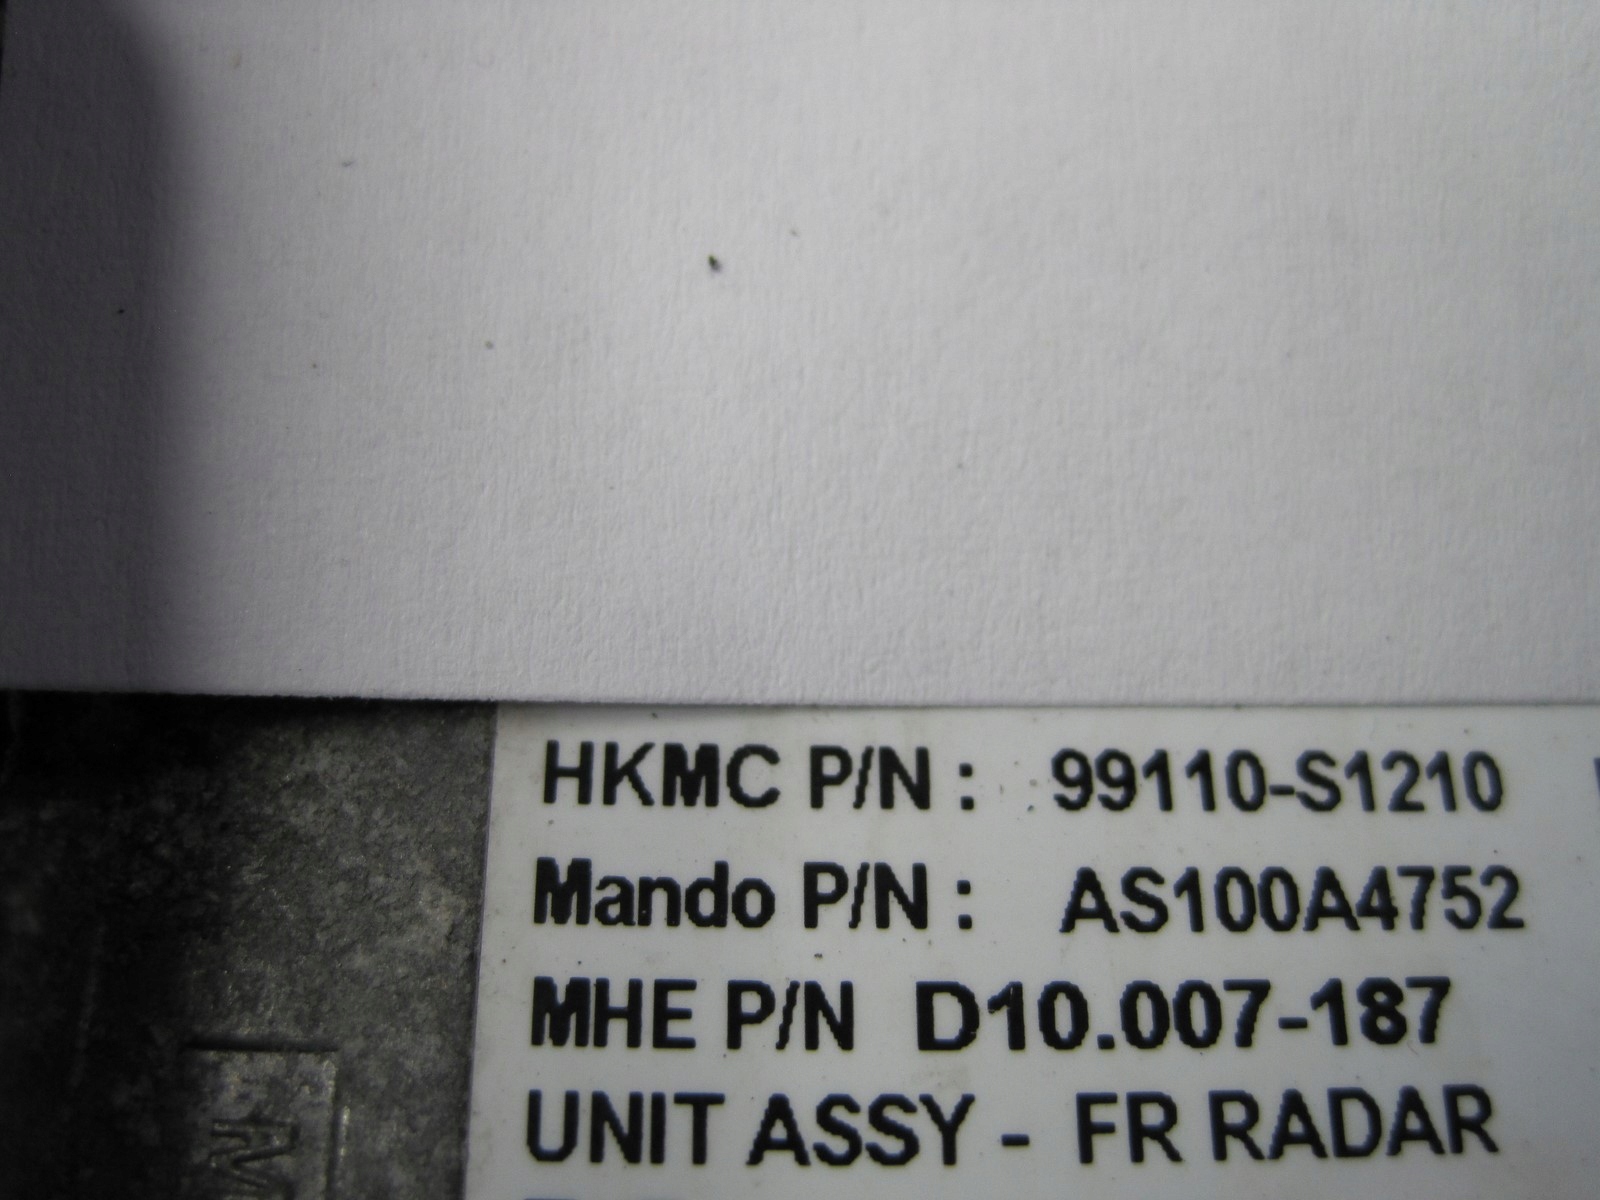 HKMC P/N : 99110-S1210
Mando P/N : AS100A4752
MHE P/N D10.007-187
UNIT ASSY - FR RADAR